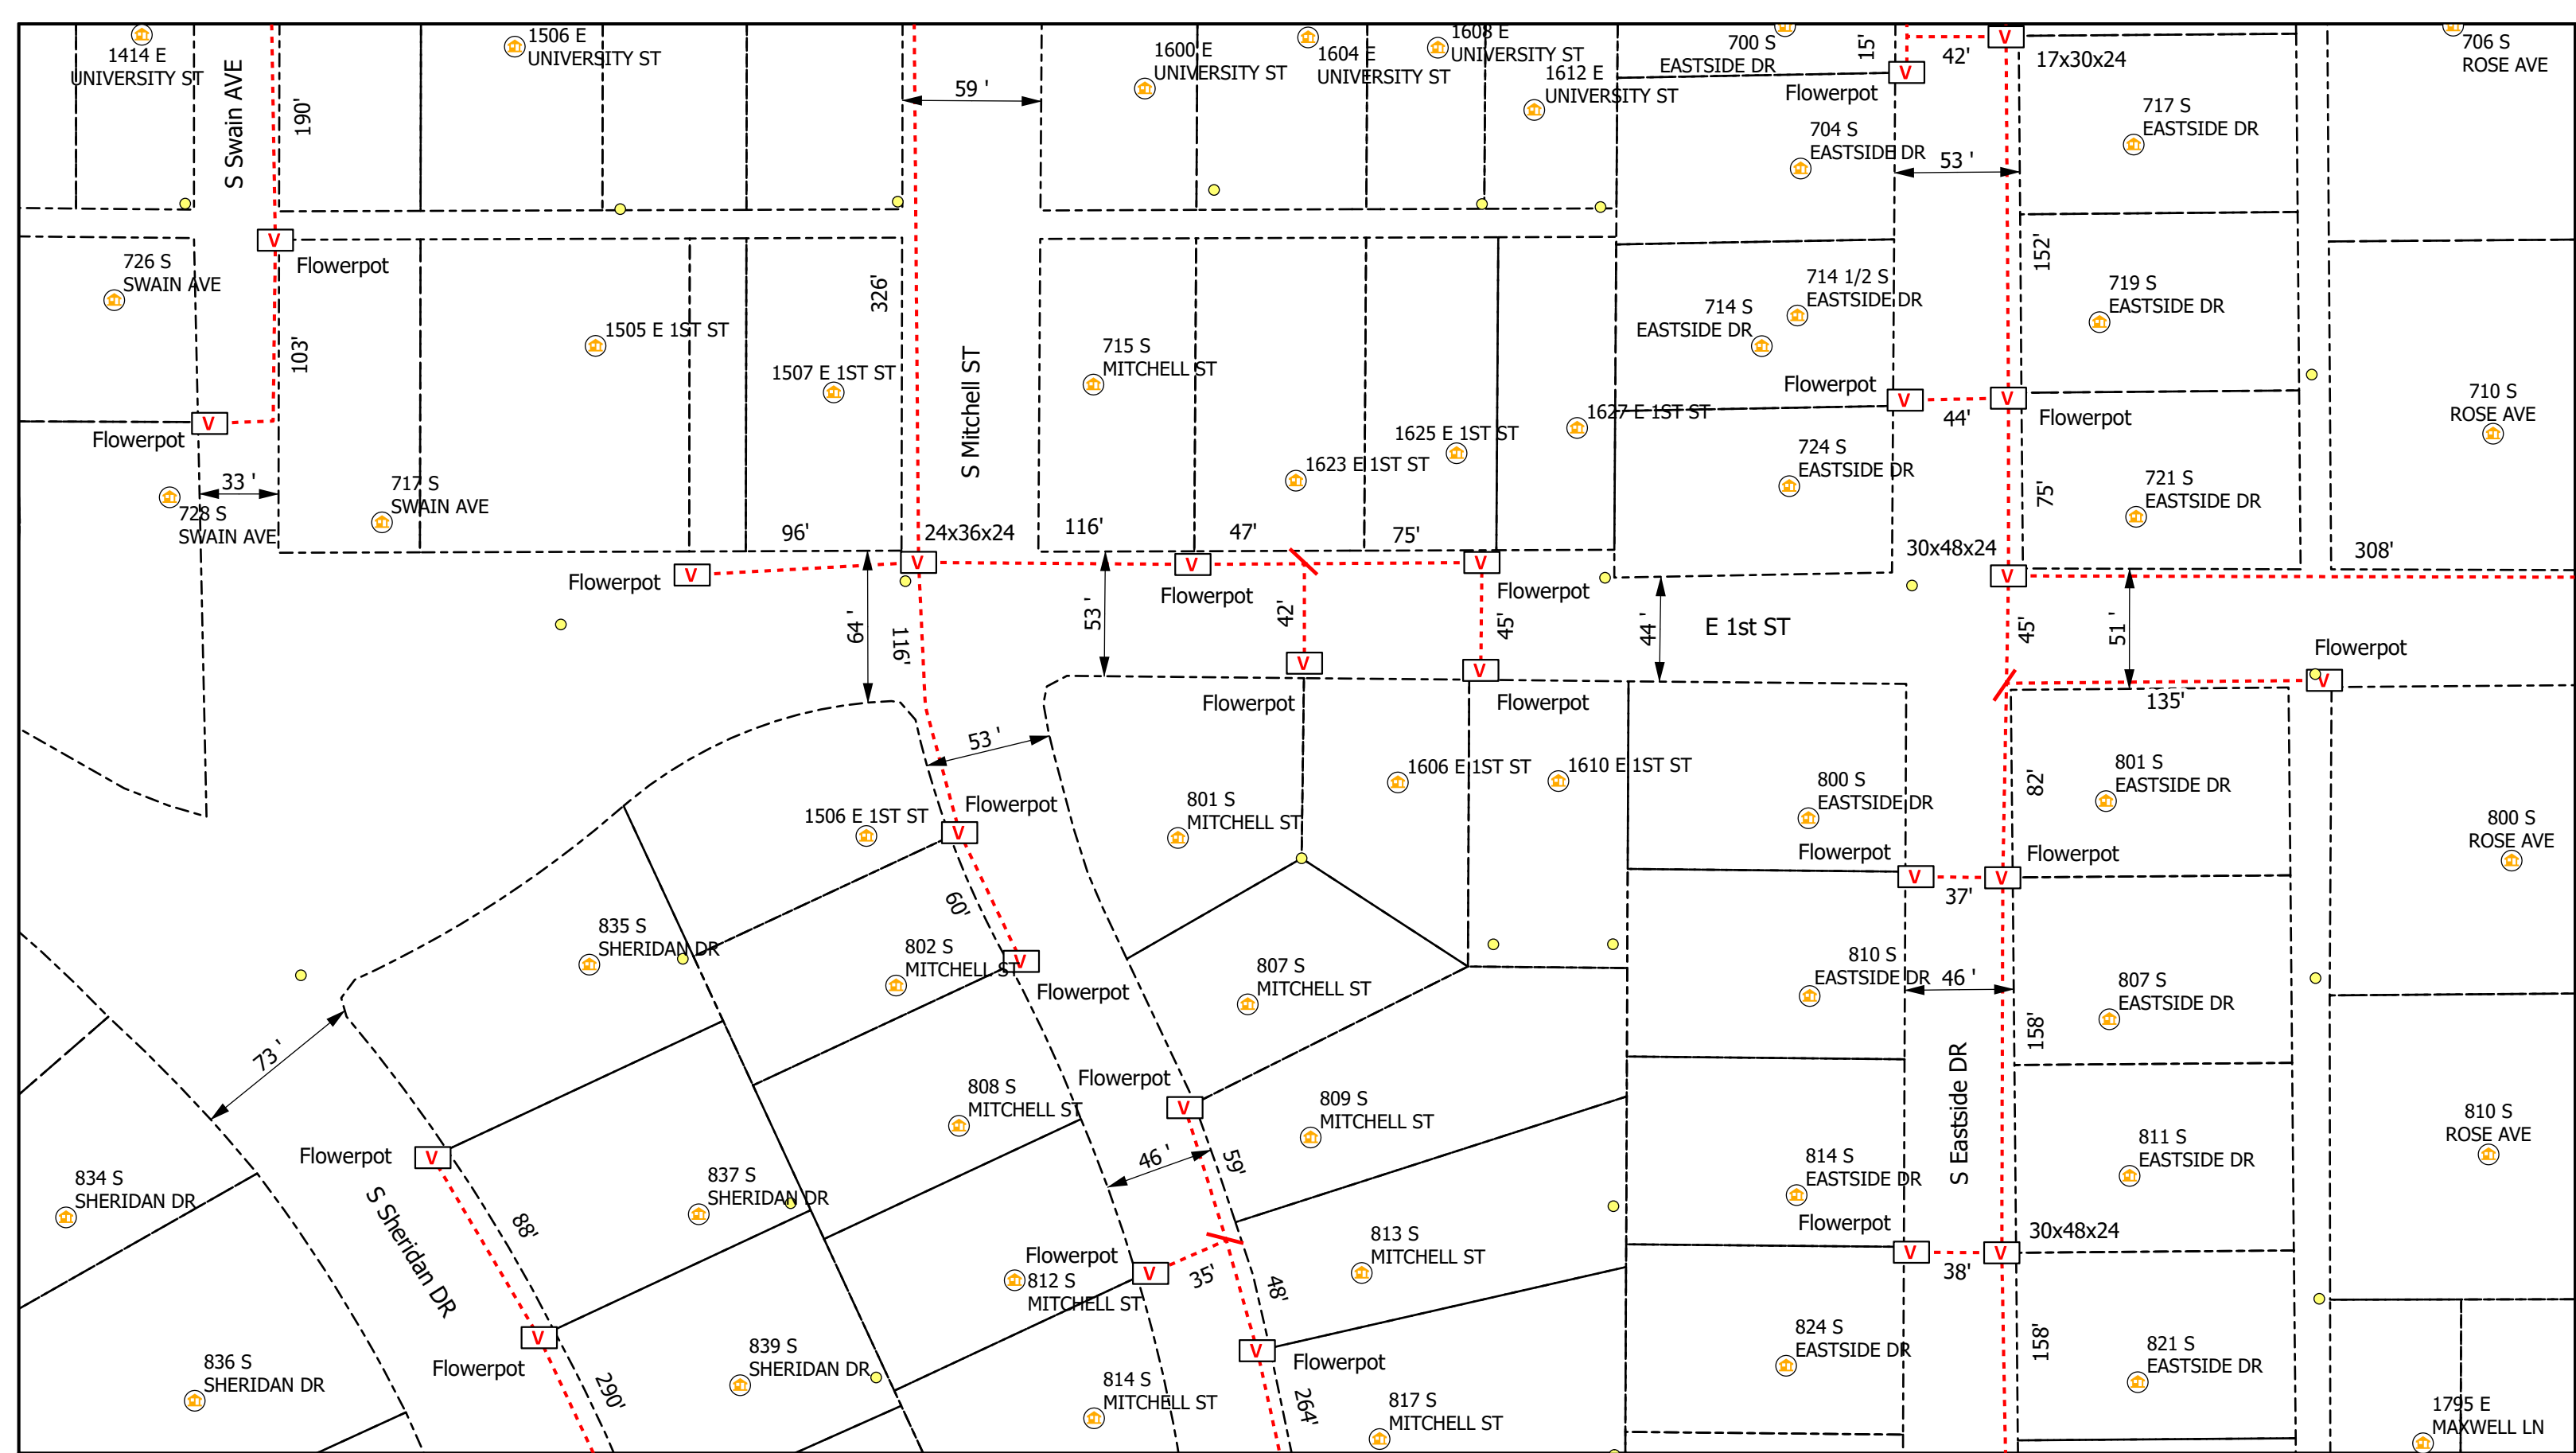 1414 E
UNIVERSITY ST
S Swain AVE
190'
1506 E
UNIVERSITY ST
59 '
1600 E
UNIVERSITY ST
1604 E
UNIVERSITY ST
1608 E
UNIVERSITY ST
1612 E
UNIVERSITY ST
700 S
EASTSIDE DR
15'
42'
17x30x24
Flowerpot
V
V
706 S
ROSE AVE
717 S
EASTSIDE DR
704 S
EASTSIDE DR
53 '
V
Flowerpot
726 S
SWAIN AVE
103'
326'
152'
714 1/2 S
EASTSIDE DR
714 S
EASTSIDE DR
719 S
EASTSIDE DR
1505 E 1ST ST
1507 E 1ST ST
S Mitchell ST
715 S
MITCHELL ST
Flowerpot
V
V
44'
Flowerpot
710 S
ROSE AVE
1627 E 1ST ST
1625 E 1ST ST
1623 E 1ST ST
V
Flowerpot
33 '
728 S
SWAIN AVE
717 S
SWAIN AVE
724 S
EASTSIDE DR
75'
721 S
EASTSIDE DR
96'
24x36x24
116'
47'
75'
30x48x24
308'
Flowerpot
V
V
V
Flowerpot
V
Flowerpot
V
64 '
116'
53 '
42'
45'
44 '
E 1st ST
45'
51 '
Flowerpot
V
V
Flowerpot
V
Flowerpot
135'
53 '
1506 E 1ST ST
V
Flowerpot
801 S
MITCHELL ST
1606 E 1ST ST
1610 E 1ST ST
800 S
EASTSIDE DR
82'
801 S
EASTSIDE DR
800 S
ROSE AVE
Flowerpot
V
V
Flowerpot
37'
835 S
SHERIDAN DR
60'
802 S
MITCHELL ST
V
Flowerpot
807 S
MITCHELL ST
810 S
EASTSIDE DR
46 '
807 S
EASTSIDE DR
73 '
158'
S Eastside DR
808 S
MITCHELL ST
Flowerpot
V
809 S
MITCHELL ST
810 S
ROSE AVE
811 S
EASTSIDE DR
Flowerpot
V
46 '
59'
814 S
EASTSIDE DR
834 S
SHERIDAN DR
837 S
SHERIDAN DR
S Sheridan DR
88'
Flowerpot
V
V
30x48x24
38'
Flowerpot
V
35'
812 S
MITCHELL ST
813 S
MITCHELL ST
48'
V
Flowerpot
V
Flowerpot
824 S
EASTSIDE DR
158'
821 S
EASTSIDE DR
836 S
SHERIDAN DR
839 S
SHERIDAN DR
290'
814 S
MITCHELL ST
264'
817 S
MITCHELL ST
1795 E
MAXWELL LN